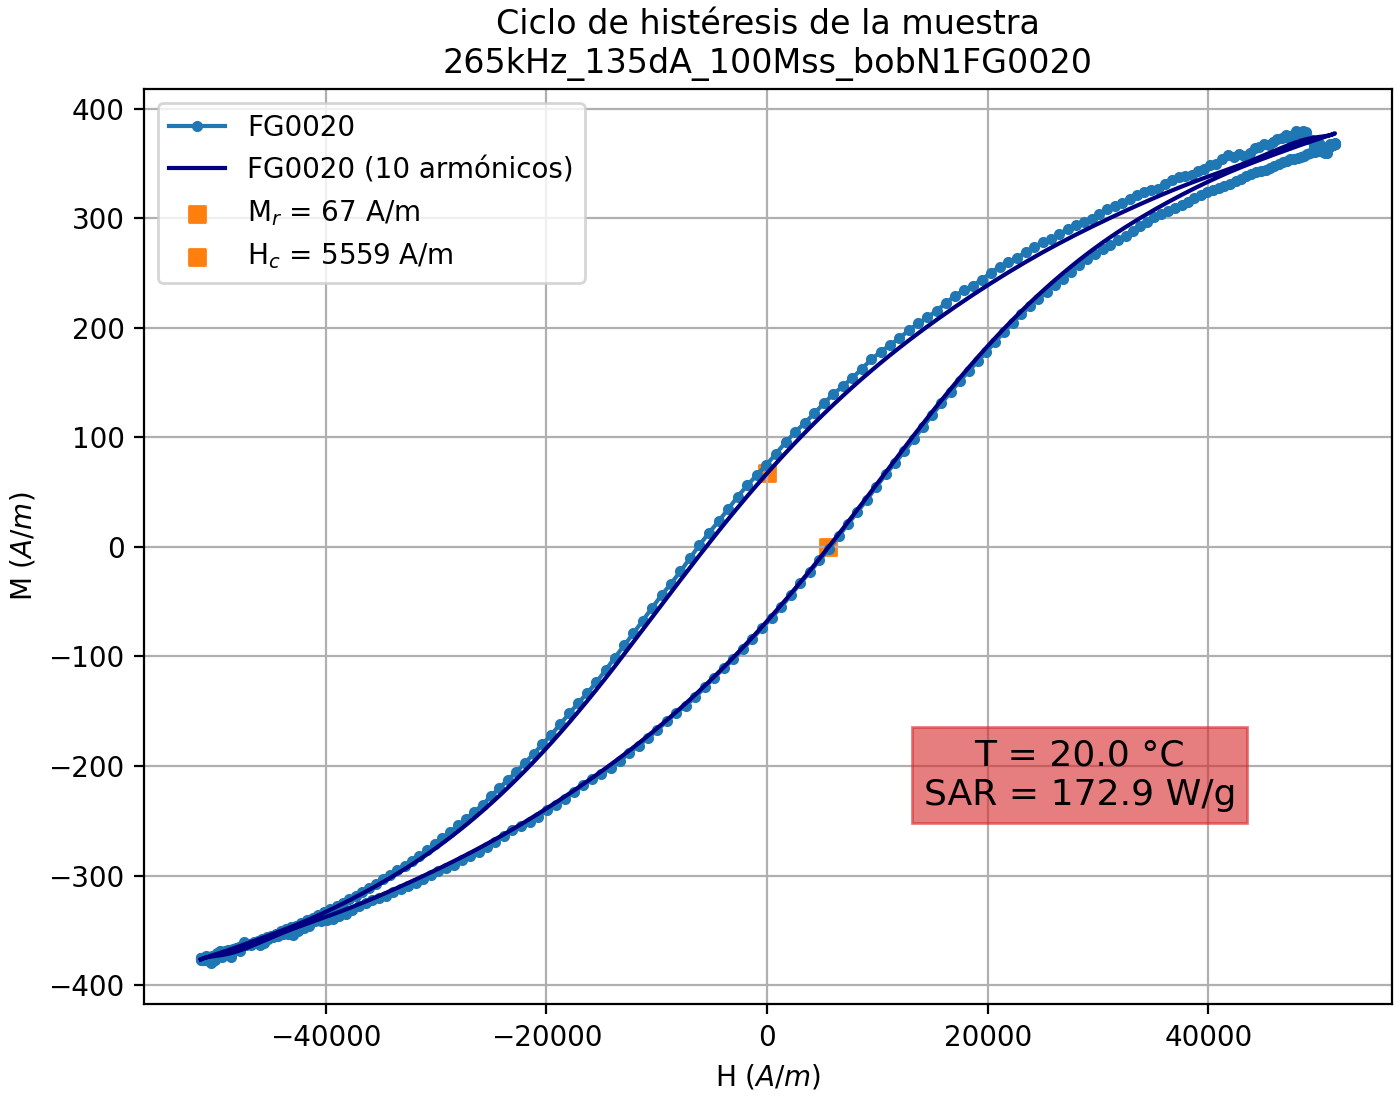 Ciclo de histéresis de la muestra
265kHz_135dA_100Mss_bobN1FG0020
FG0020
FG0020 (10 armónicos)
Mᵣ = 67 A/m
H_c = 5559 A/m
400
300
200
100
0
−100
−200
−300
−400
M (A/m)
T = 20.0 °C
SAR = 172.9 W/g
−40000
−20000
0
20000
40000
H (A/m)